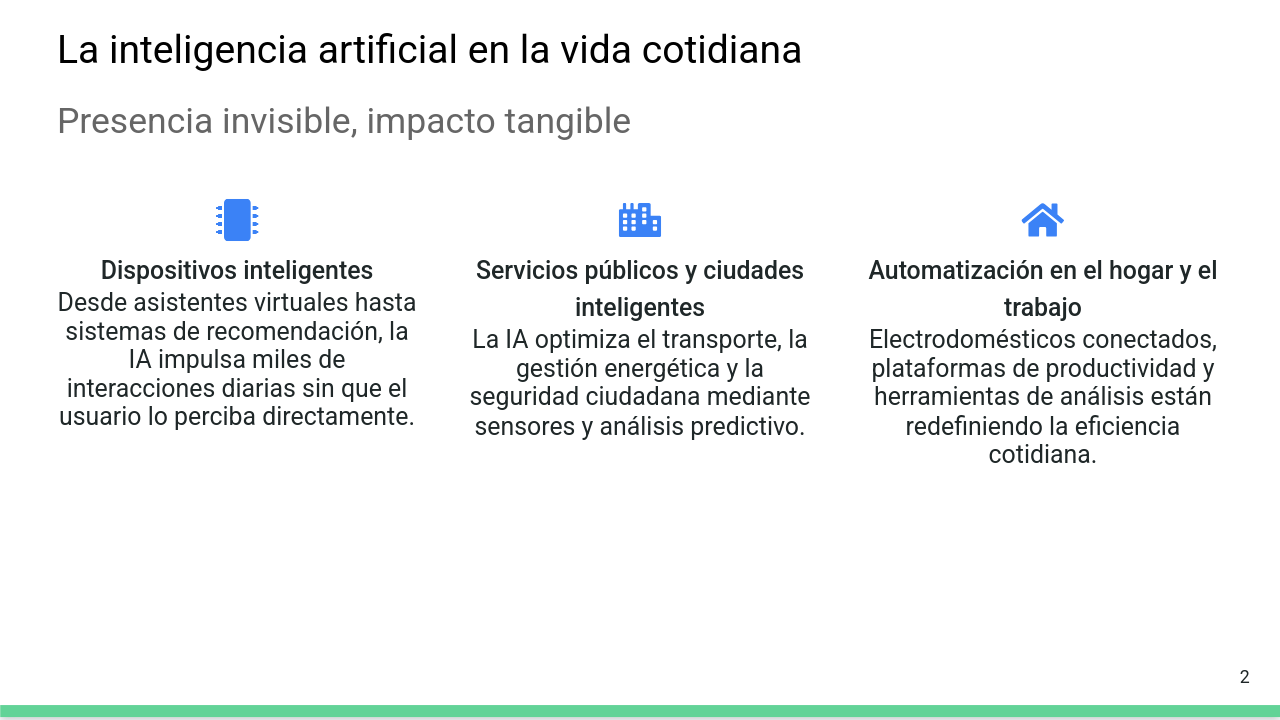 La inteligencia artificial en la vida cotidiana
Presencia invisible, impacto tangible
Dispositivos inteligentes
Desde asistentes virtuales hasta
sistemas de recomendación, la
IA impulsa miles de
interacciones diarias sin que el
usuario lo perciba directamente.
Servicios públicos y ciudades
inteligentes
La IA optimiza el transporte, la
gestión energética y la
seguridad ciudadana mediante
sensores y análisis predictivo.
Automatización en el hogar y el
trabajo
Electrodomésticos conectados,
plataformas de productividad y
herramientas de análisis están
redefiniendo la eficiencia
cotidiana.
2